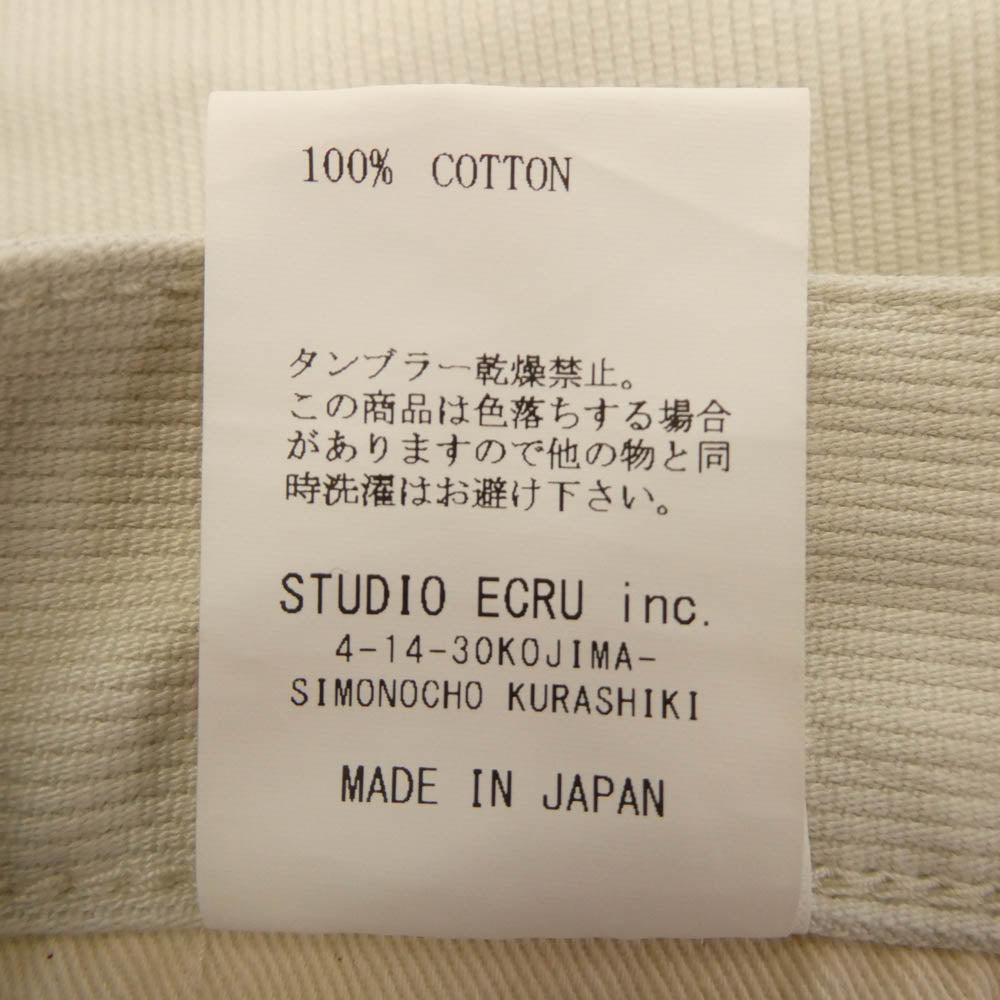 100% COTTON
タンブラー乾燥禁止。
この商品は色落ちする場合
がありますので他の物と同
時洗濯はお避け下さい。
STUDIO ECRU inc.
4-14-30KOJIMA-
SIMONOCHO KURASHIKI
MADE IN JAPAN